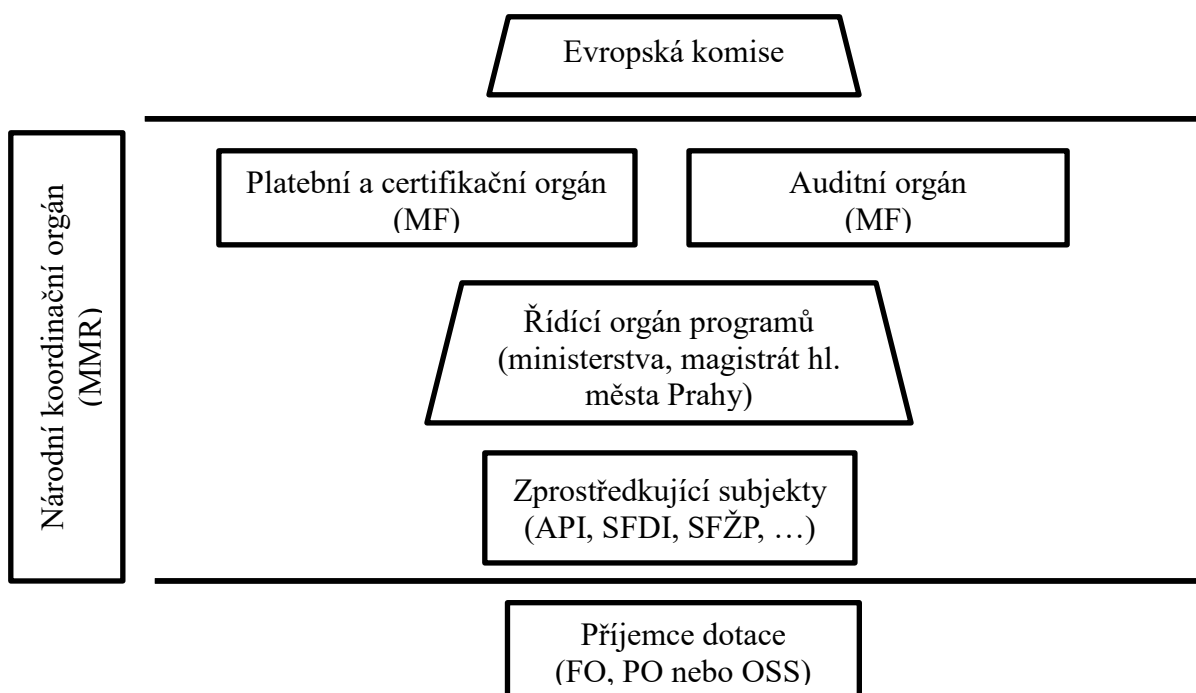 Evropská komise
Národní koordinační orgán
(MMR)
Platební a certifikační orgán
(MF)
Auditní orgán
(MF)
Řídící orgán programů
(ministerstva, magistrát hl.
města Prahy)
Zprostředkující subjekty
(API, SFDI, SFŽP, …)
Příjemce dotace
(FO, PO nebo OSS)